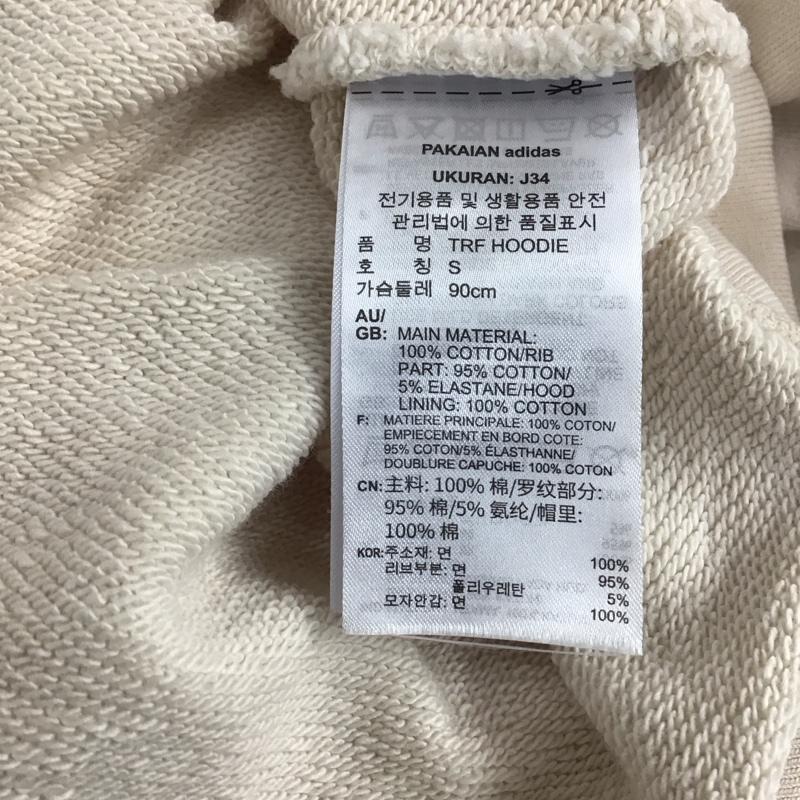 PAKAIAN adidas
UKURAN: J34
전기용품 및 생활용품 안전
관리법에 의한 품질표시
품 명 TRF HOODIE
호 칭 S
가슴둘레 90cm
AU/
GB: MAIN MATERIAL:
100% COTTON/RIB
PART: 95% COTTON/
5% ELASTANE/HOOD
LINING: 100% COTTON
F: MATIERE PRINCIPALE: 100% COTON/
EMPIECEMENT EN BORD COTE:
95% COTON/5% ÉLASTHANNE/
DOUBLURE CAPUCHE: 100% COTON
CN: 主料: 100% 棉/罗纹部分:
95% 棉/5% 氨纶/帽里:
100% 棉
KOR: 주소재: 면 100%
리브부분: 면 95%
폴리우레탄 5%
모자안감: 면 100%